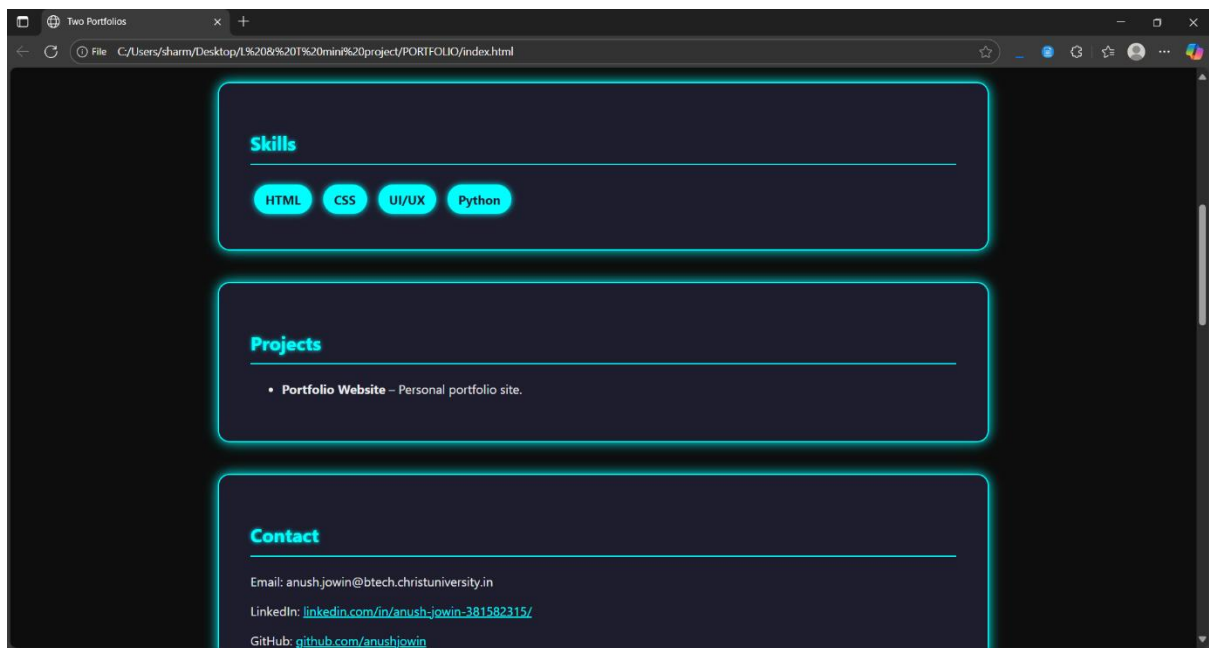 Two Portfolios
File C:/Users/sharm/Desktop/L%20&%20T%20mini%20project/PORTFOLIO/index.html
Skills
HTML CSS UI/UX Python
Projects
• Portfolio Website – Personal portfolio site.
Contact
Email: anush.jowin@btech.christuniversity.in
LinkedIn: linkedin.com/in/anush-jowin-381582315/
GitHub: github.com/anushjowin